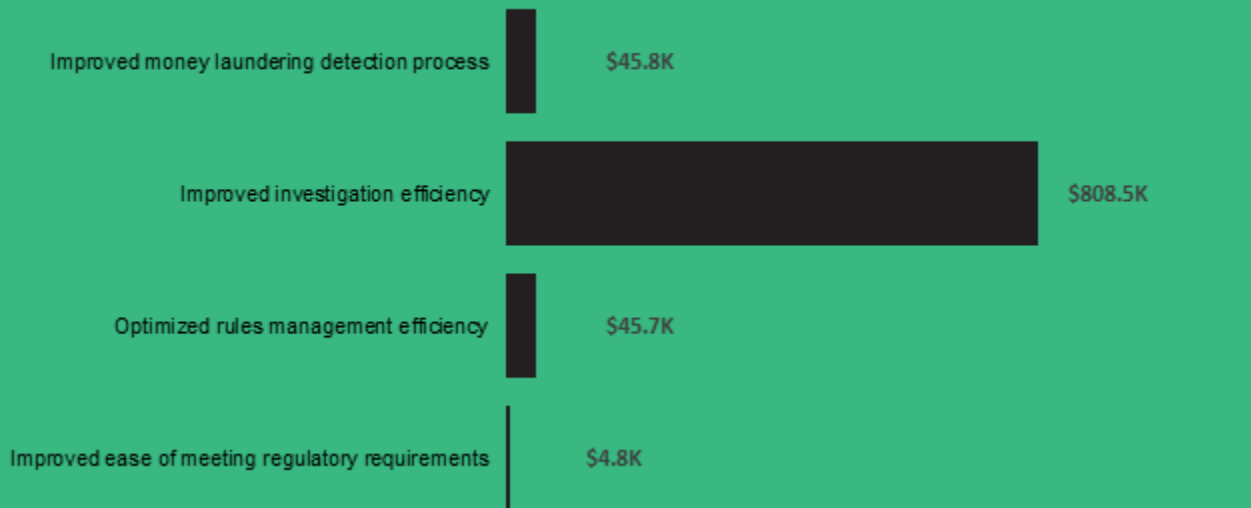 Improved money laundering detection process $45.8K
Improved investigation efficiency $808.5K
Optimized rules management efficiency $45.7K
Improved ease of meeting regulatory requirements $4.8K